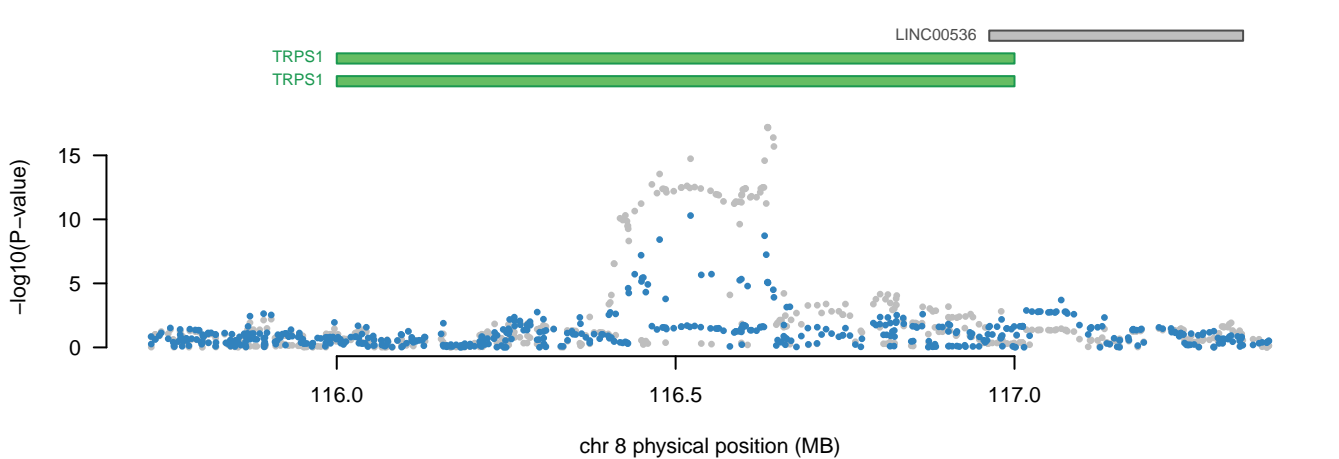 LINC00536
TRPS1
TRPS1
−log10(P−value)
15
10
5
0
116.0 116.5 117.0
chr 8 physical position (MB)